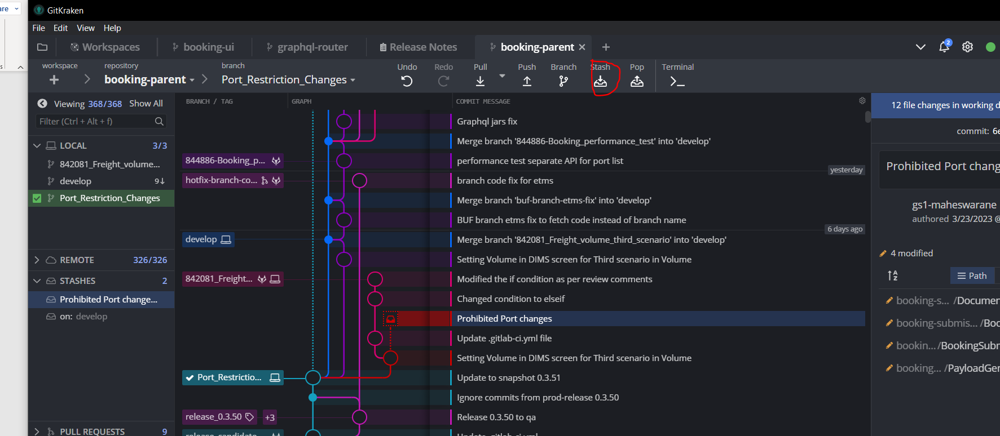 are
s
GitKraken
File Edit View Help
Workspaces booking-ui graphql-router Release Notes booking-parent
2
workspace repository branch
booking-parent Port_Restriction_Changes
Undo Redo Pull Push Branch Stash Pop Terminal
Viewing 368/368 Show All
Filter (Ctrl + Alt + f)
LOCAL 3/3
842081_Freight_volume...
develop 9↓
Port_Restriction_Changes
REMOTE 326/326
STASHES 2
Prohibited Port change...
on: develop
PULL REQUESTS 9
BRANCH / TAG GRAPH COMMIT MESSAGE
Graphql jars fix
Merge branch '844886-Booking_performance_test' into 'develop'
844886-Booking_p... performance test separate API for port list
yesterday
hotfix-branch-co... branch code fix for etms
Merge branch 'buf-branch-etms-fix' into 'develop'
BUF branch etms fix to fetch code instead of branch name
6 days ago
develop Merge branch '842081_Freight_volume_third_scenario' into 'develop'
Setting Volume in DIMS screen for Third scenario in Volume
842081_Freight... Modified the if condition as per review comments
Changed condition to elseif
Prohibited Port changes
Update .gitlab-ci.yml file
Setting Volume in DIMS screen for Third scenario in Volume
Port_Restrictio... Update to snapshot 0.3.51
Ignore commits from prod-release 0.3.50
release_0.3.50 +3 Release 0.3.50 to qa
release_candidate Update .gitlab-ci.yml
12 file changes in working d
commit: 6e
Prohibited Port chang
gs1-maheswarane
authored 3/23/2023 @
4 modified
Path
booking-s... /Documen
booking-submis... /Boo
bookin... /BookingSubm
booking... /PayloadGen